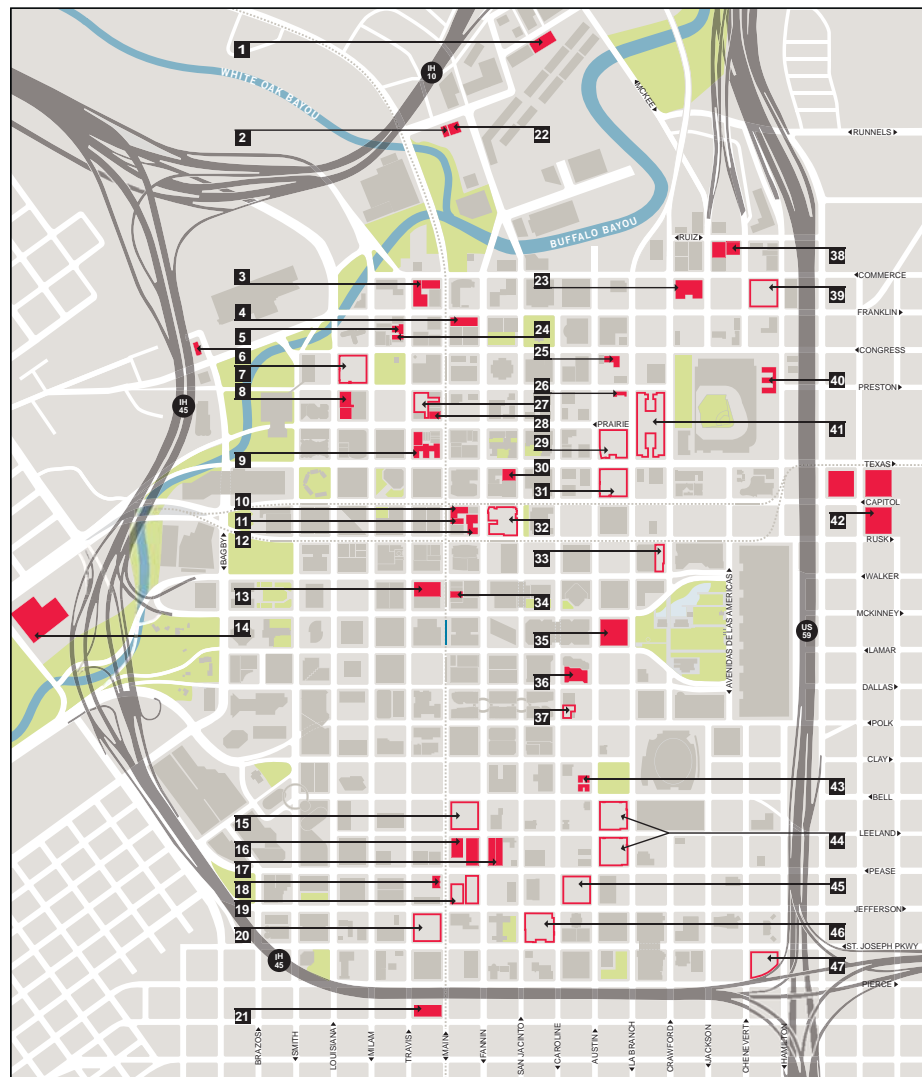 1
IH
10
WHITE OAK BAYOU
◄MCKEE►
2
22
◄RUNNELS►
BUFFALO BAYOU
◄RUIZ►
38
3
23
◄COMMERCE
39
4
FRANKLIN►
5
24
6
25
◄CONGRESS
7
26
40
PRESTON►
8
27
IH
45
28
◄PRAIRIE
41
29
9
30
TEXAS►
31
10
◄CAPITOL
11
32
42
12
RUSK►
◄BAGBY►
33
◄WALKER
13
34
◄AVENIDAS DE LAS AMERICAS►
MCKINNEY►
14
35
US
59
◄LAMAR
36
DALLAS►
37
◄POLK
CLAY►
43
◄BELL
15
16
44
LEELAND►
17
◄PEASE
18
45
19
JEFFERSON►
20
46
◄ST. JOSEPH PKWY
IH
45
47
PIERCE►
21
BRAZOS►
◄SMITH
LOUISIANA►
◄MILAM
TRAVIS►
◄MAIN►
◄FANNIN
SAN JACINTO►
◄CAROLINE
AUSTIN►
◄LA BRANCH
CRAWFORD►
◄JACKSON
CHENEVERT►
◄HAMILTON